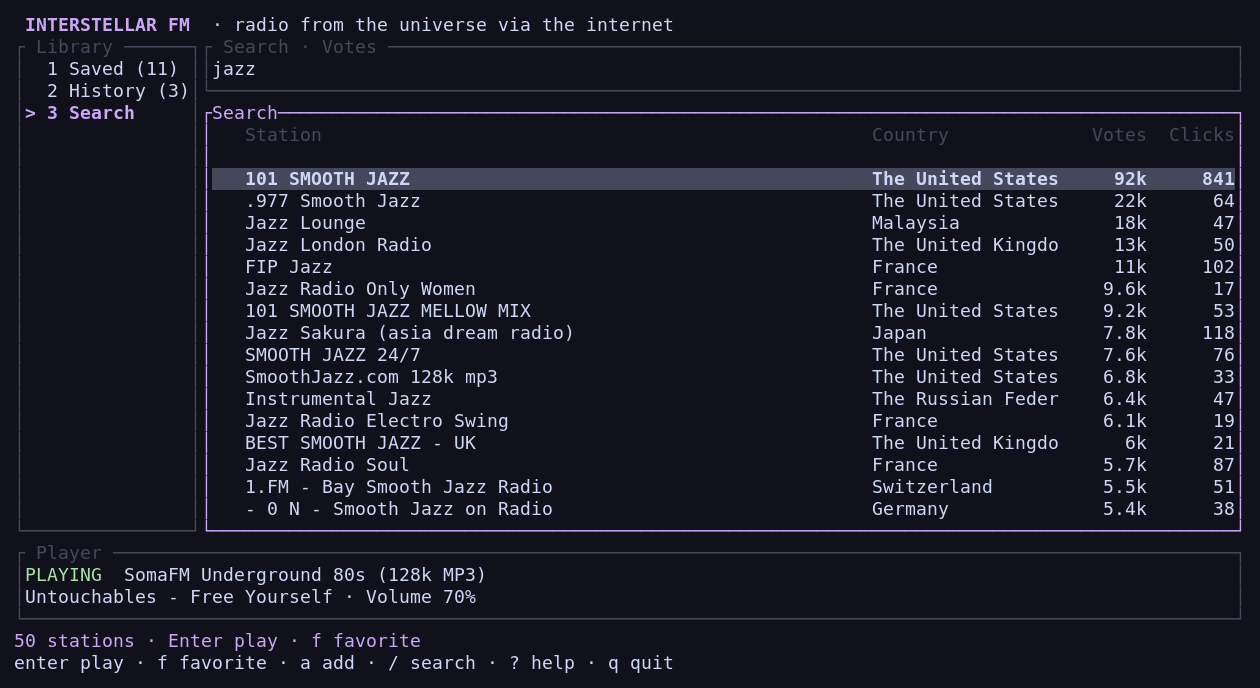 INTERSTELLAR FM · radio from the universe via the internet
Library
1 Saved (11)
2 History (3)
> 3 Search
Search · Votes
jazz
Search
Station Country Votes Clicks
101 SMOOTH JAZZ The United States 92k 841
.977 Smooth Jazz The United States 22k 64
Jazz Lounge Malaysia 18k 47
Jazz London Radio The United Kingdo 13k 50
FIP Jazz France 11k 102
Jazz Radio Only Women France 9.6k 17
101 SMOOTH JAZZ MELLOW MIX The United States 9.2k 53
Jazz Sakura (asia dream radio) Japan 7.8k 118
SMOOTH JAZZ 24/7 The United States 7.6k 76
SmoothJazz.com 128k mp3 The United States 6.8k 33
Instrumental Jazz The Russian Feder 6.4k 47
Jazz Radio Electro Swing France 6.1k 19
BEST SMOOTH JAZZ - UK The United Kingdo 6k 21
Jazz Radio Soul France 5.7k 87
1.FM - Bay Smooth Jazz Radio Switzerland 5.5k 51
- 0 N - Smooth Jazz on Radio Germany 5.4k 38
Player
PLAYING SomaFM Underground 80s (128k MP3)
Untouchables - Free Yourself · Volume 70%
50 stations · Enter play · f favorite
enter play · f favorite · a add · / search · ? help · q quit